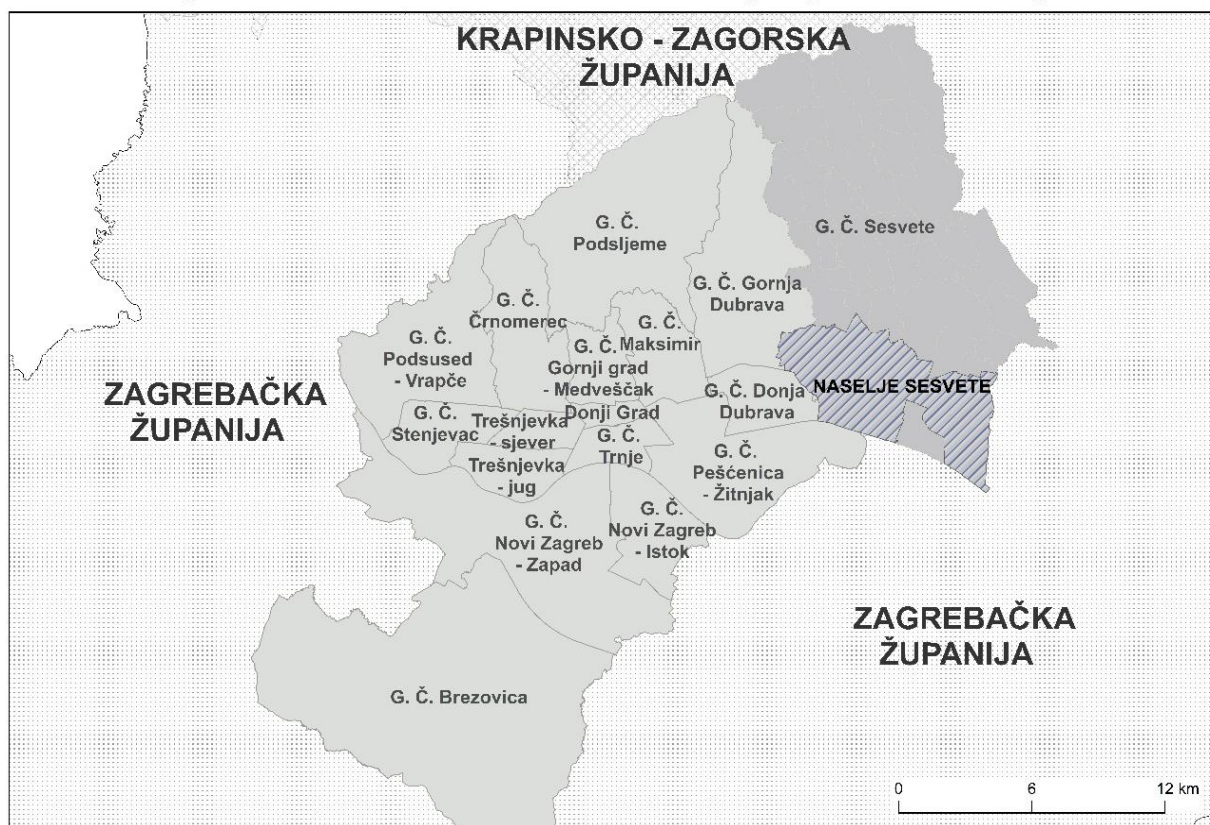 KRAPINSKO - ZAGORSKA
ŽUPANIJA
G. Č.
Podsljeme
G. Č. Sesvete
G. Č. Gornja
Dubrava
G. Č.
Črnomerec
G. Č.
Maksimir
G. Č.
Podsused
- Vrapče
G. Č.
Gornji grad
- Medveščak
NASELJE SESVETE
ZAGREBAČKA
ŽUPANIJA
G. Č. Donja
Dubrava
G. Č.
Stenjevac
Trešnjevka
- sjever
Donji Grad
G. Č.
Trnje
Trešnjevka
- jug
G. Č.
Pešćenica
- Žitnjak
G. Č.
Novi Zagreb
- Zapad
G. Č.
Novi Zagreb
- Istok
ZAGREBAČKA
ŽUPANIJA
G. Č. Brezovica
0 6 12 km